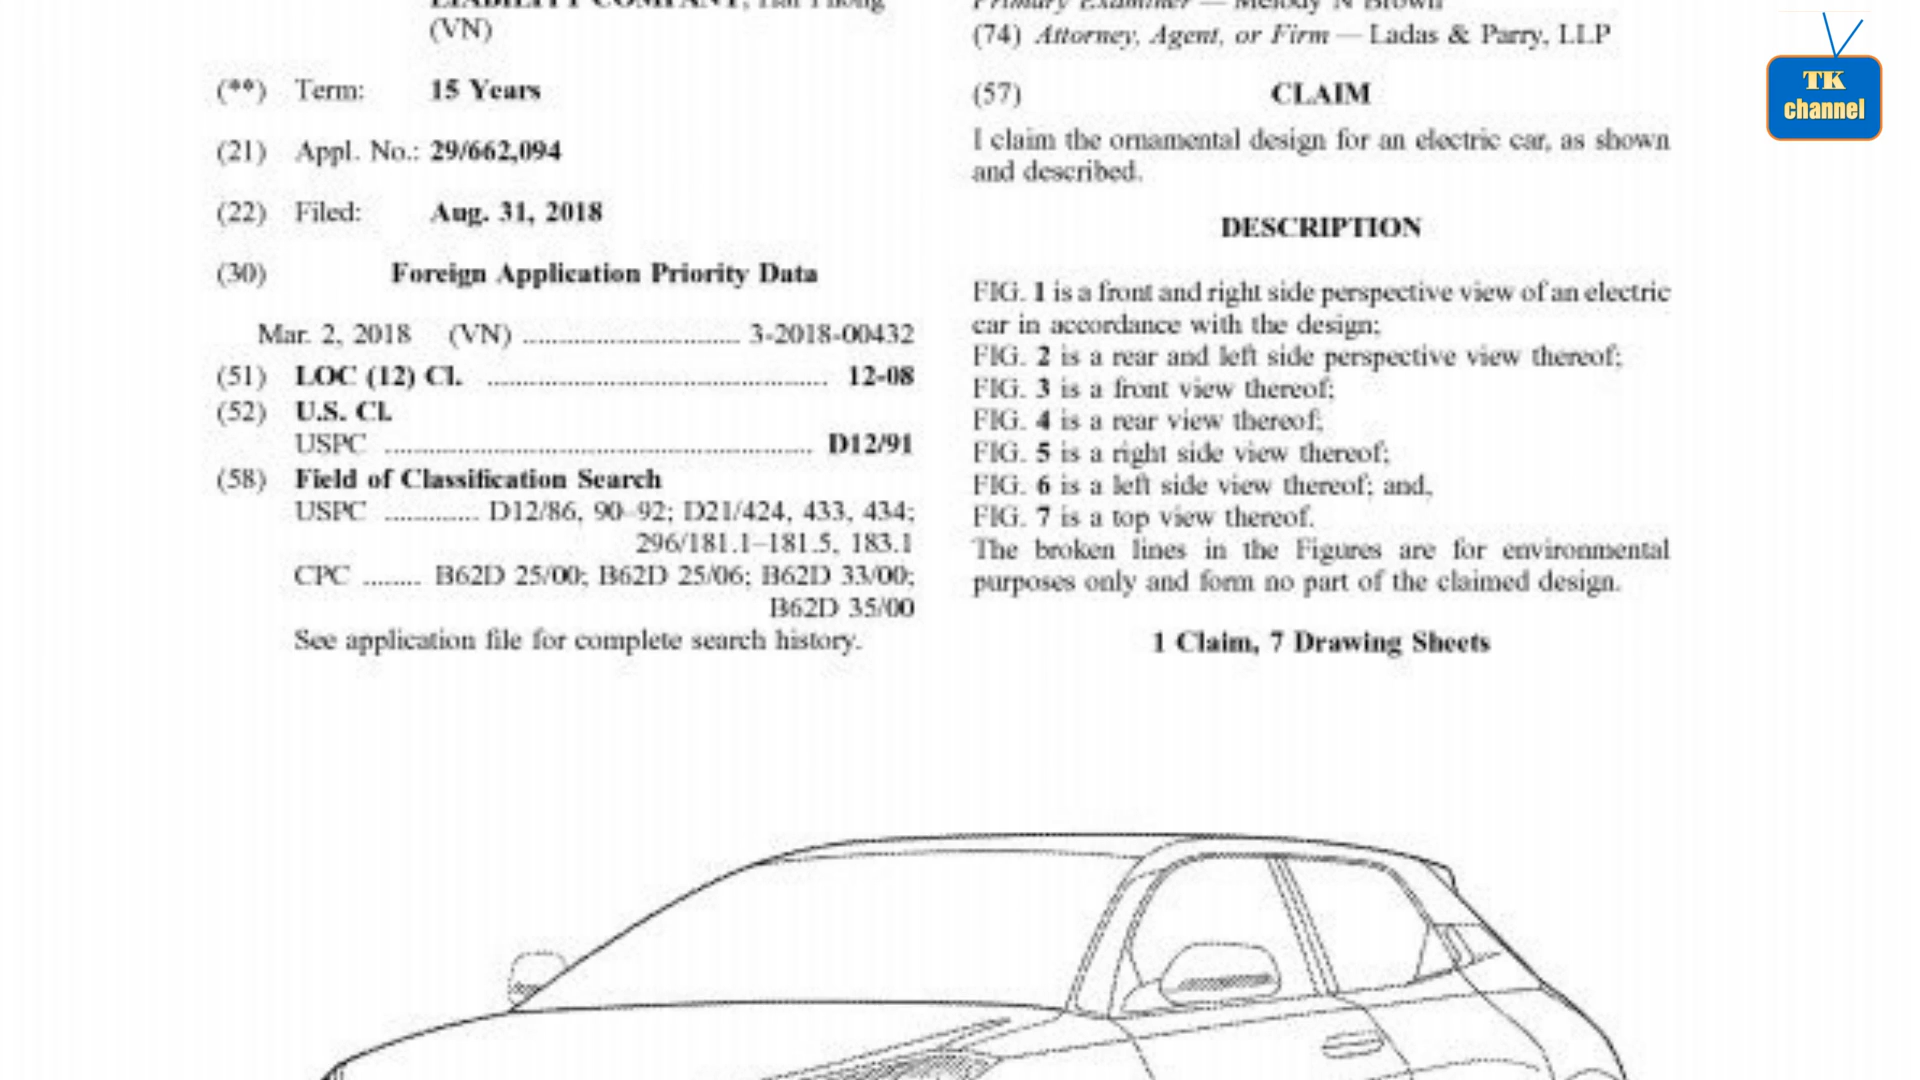 LIABILITY COMPANY, Hai Phong
(VN)
(**) Term: 15 Years
(21) Appl. No.: 29/662,094
(22) Filed: Aug. 31, 2018
(30) Foreign Application Priority Data
Mar. 2, 2018 (VN) ................................. 3-2018-00432
(51) LOC (12) Cl. .................................................... 12-08
(52) U.S. Cl.
USPC ................................................................. D12/91
(58) Field of Classification Search
USPC .............. D12/86, 90–92; D21/424, 433, 434;
296/181.1–181.5, 183.1
CPC ........ B62D 25/00; B62D 25/06; B62D 33/00;
B62D 35/00
See application file for complete search history.
Primary Examiner — Melody N Brown
(74) Attorney, Agent, or Firm — Ladas & Parry, LLP
(57) CLAIM
I claim the ornamental design for an electric car, as shown
and described.
DESCRIPTION
FIG. 1 is a front and right side perspective view of an electric
car in accordance with the design;
FIG. 2 is a rear and left side perspective view thereof;
FIG. 3 is a front view thereof;
FIG. 4 is a rear view thereof;
FIG. 5 is a right side view thereof;
FIG. 6 is a left side view thereof; and,
FIG. 7 is a top view thereof.
The broken lines in the Figures are for environmental
purposes only and form no part of the claimed design.
1 Claim, 7 Drawing Sheets
TK
channel